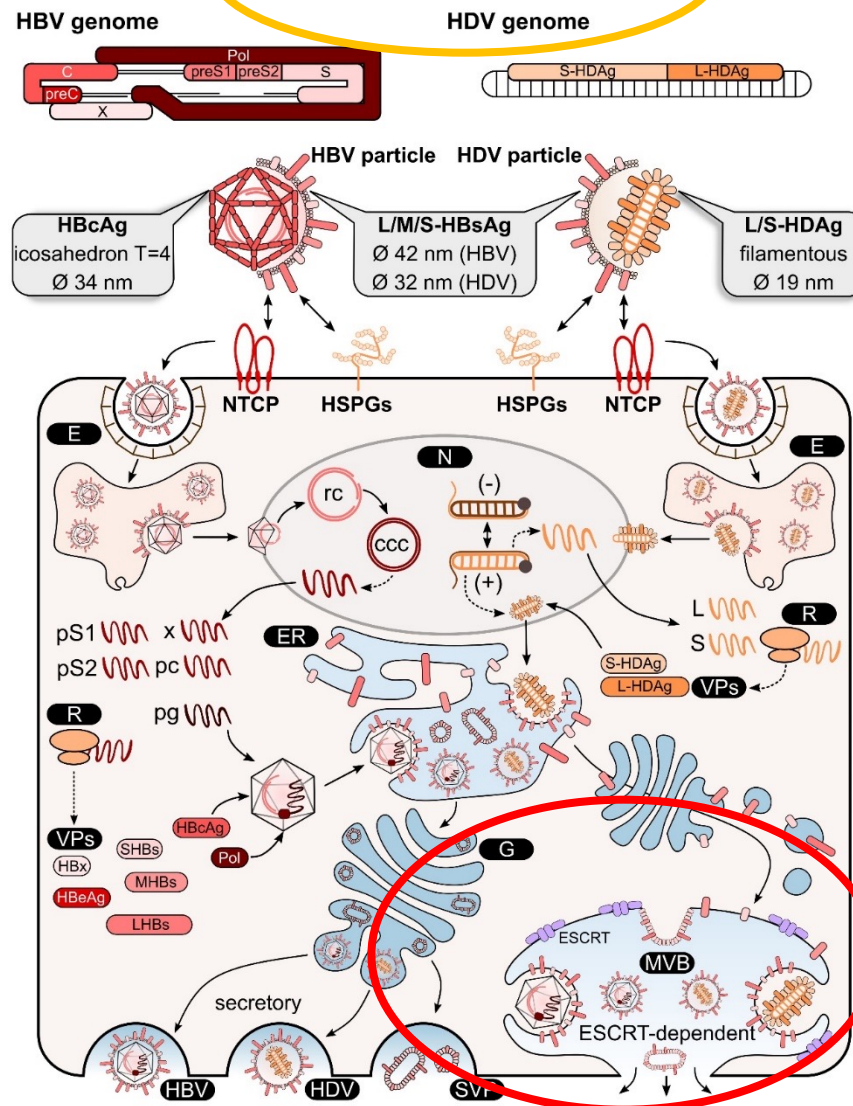 HBV genome
HDV genome
Pol
C
preS1
preS2
S
preC
X
S-HDAg
L-HDAg
HBV particle
HDV particle
HBcAg
icosahedron T=4
Ø 34 nm
L/M/S-HBsAg
Ø 42 nm (HBV)
Ø 32 nm (HDV)
L/S-HDAg
filamentous
Ø 19 nm
NTCP
HSPGs
HSPGs
NTCP
E
E
N
rc
ccc
(-)
(+)
pS1
x
pS2
pc
pg
ER
L
S
R
S-HDAg
L-HDAg
VPs
R
VPs
HBx
HBeAg
SHBs
MHBs
LHBs
HBcAg
Pol
G
ESCRT
MVB
ESCRT-dependent
secretory
HBV
HDV
SVP